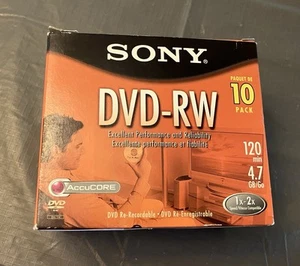 SONY
PAQUET DE
10
PACK
DVD-RW
Excellent Performance and Reliability
Excellence performance et fiabilité
120
min
4.7
GB/Go
AccuCORE
1x-2x
DVD
DVD Re-Recordable • DVD Ré-Enregistrable